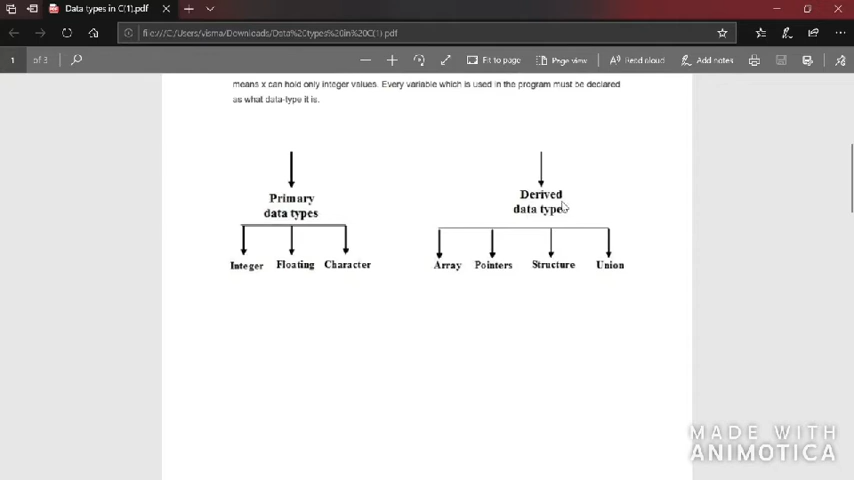 Data types in C(1).pdf
file:///C:/Users/visma/Downloads/Data%20types%20in%20C(1).pdf
1 of 3
Fit to page
Page view
Read aloud
Add notes
means x can hold only integer values. Every variable which is used in the program must be declared
as what data-type it is.
Primary
data types
Integer Floating Character
Derived
data types
Array Pointers Structure Union
MADE WITH
ANIMOTICA